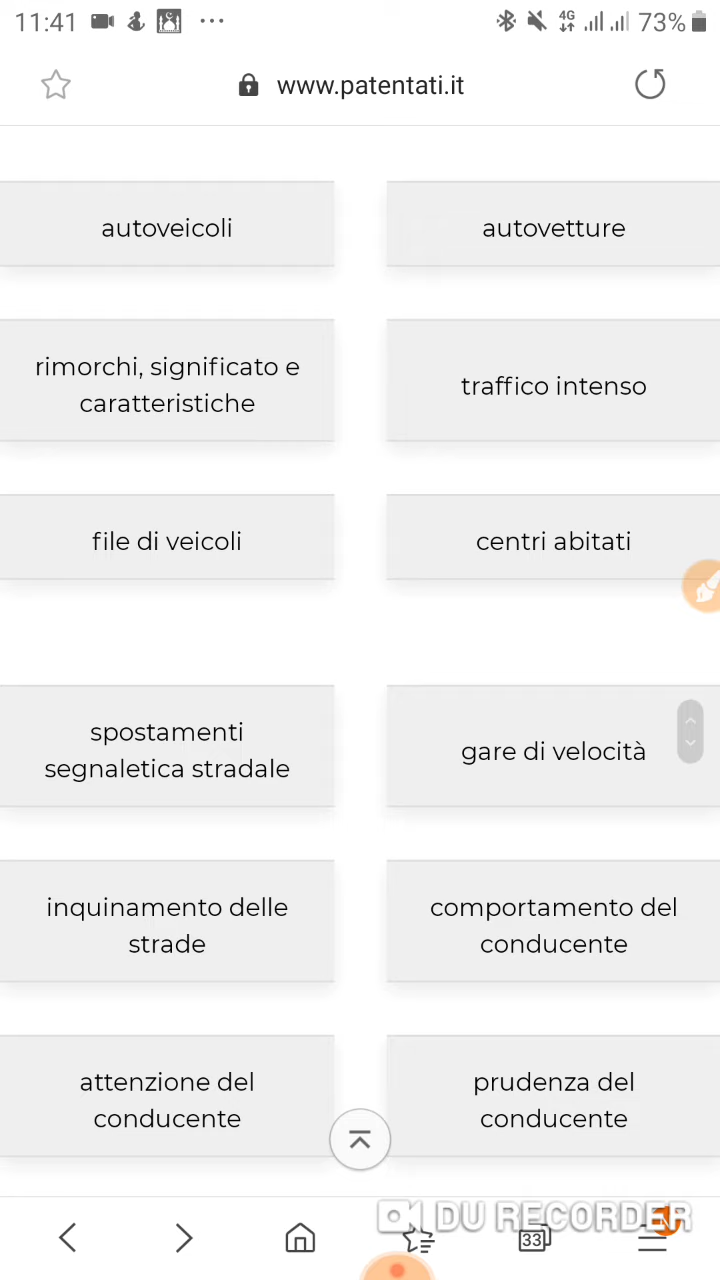 11:41 4G 73%
www.patentati.it
autoveicoli
autovetture
rimorchi, significato e
caratteristiche
traffico intenso
file di veicoli
centri abitati
spostamenti
segnaletica stradale
gare di velocità
inquinamento delle
strade
comportamento del
conducente
attenzione del
conducente
prudenza del
conducente
DU RECORDER
33
N